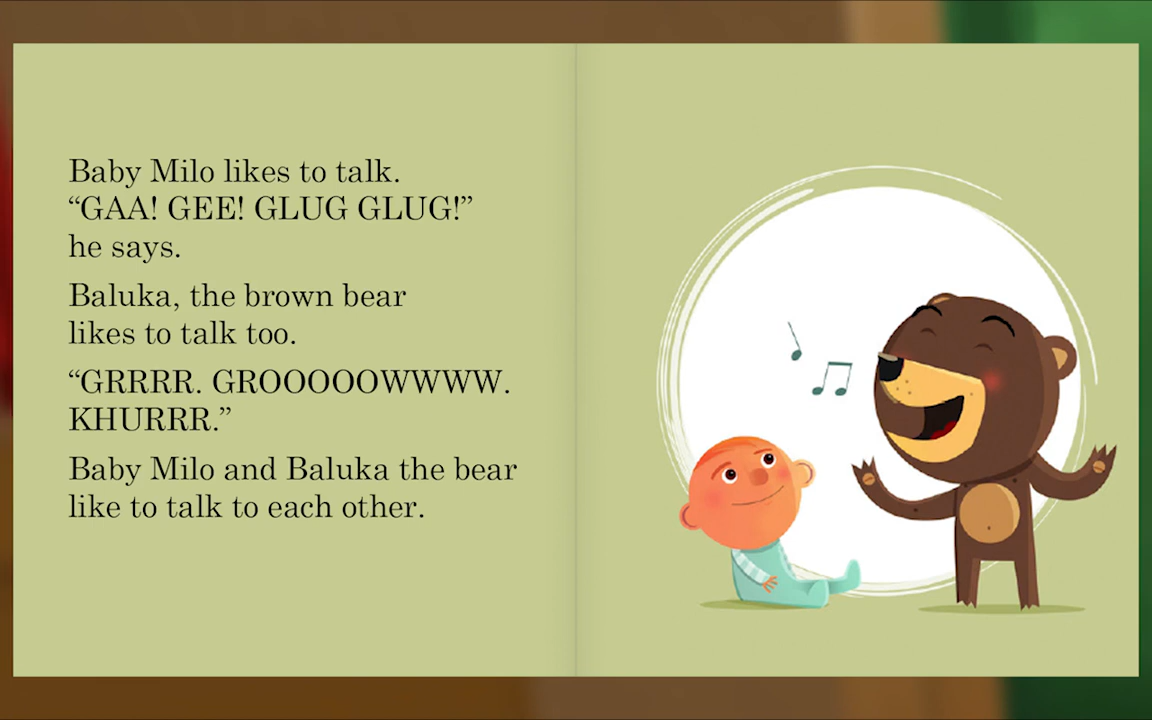 Baby Milo likes to talk.
“GAA! GEE! GLUG GLUG!”
he says.
Baluka, the brown bear
likes to talk too.
“GRRRR. GROOOOOWWWW.
KHURRR.”
Baby Milo and Baluka the bear
like to talk to each other.